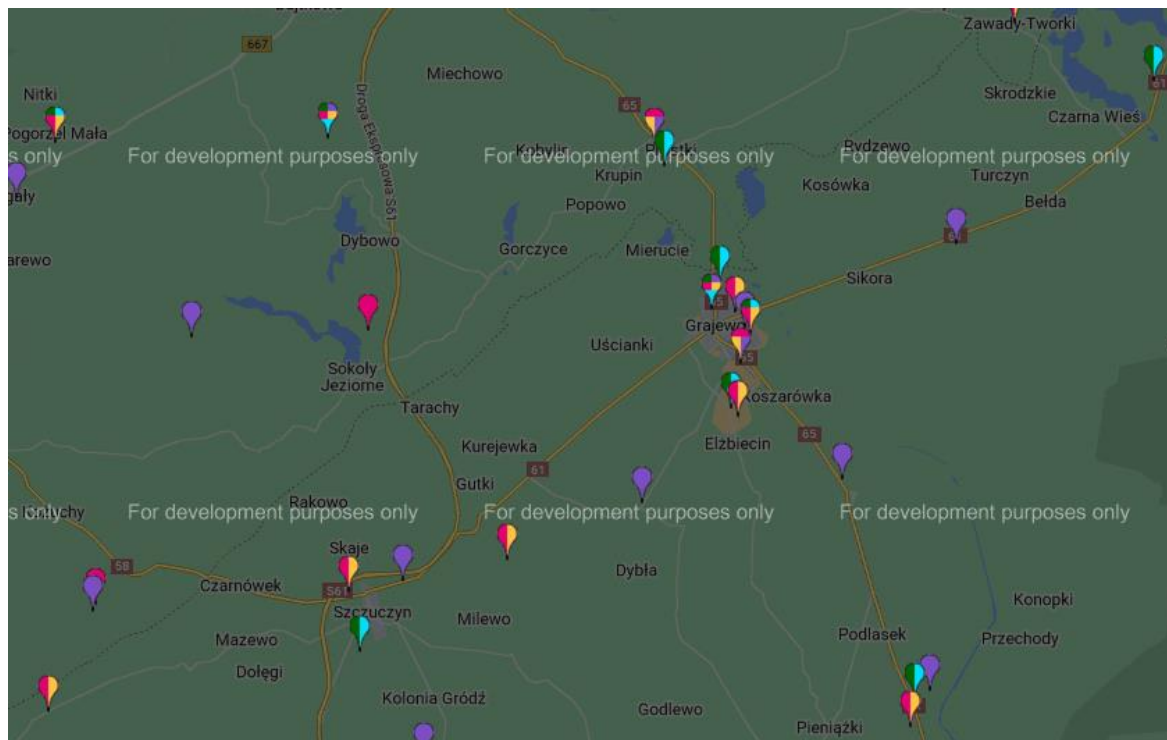 Zawady-Tworki
667
Miechowo
Nitki
65
Skrodzkie
61
Droga Ekspresowa S61
Czarna Wieś
Pogorzel Mała
s only
For development purposes only
Kobylin
For development purposes only
Rydzewo
For development purposes only
Krupin
Kosówka
Turczyn
Popowo
Bełda
Dybowo
Gorczyce
Mierucie
Sikora
65
Grajewo
Uścianki
65
Sokoły
Jeziorne
Tarachy
Koszarówka
65
Elżbiecin
Kurejewka
61
Gutki
Rakowo
s only
For development purposes only
For development purposes only
For development purposes only
Skaje
58
Czarnówek
S61
Dybła
Konopki
Szczuczyn
Milewo
Mazewo
Podlasek
Przechody
Dołęgi
Kolonia Gródź
Godlewo
Pieniążki